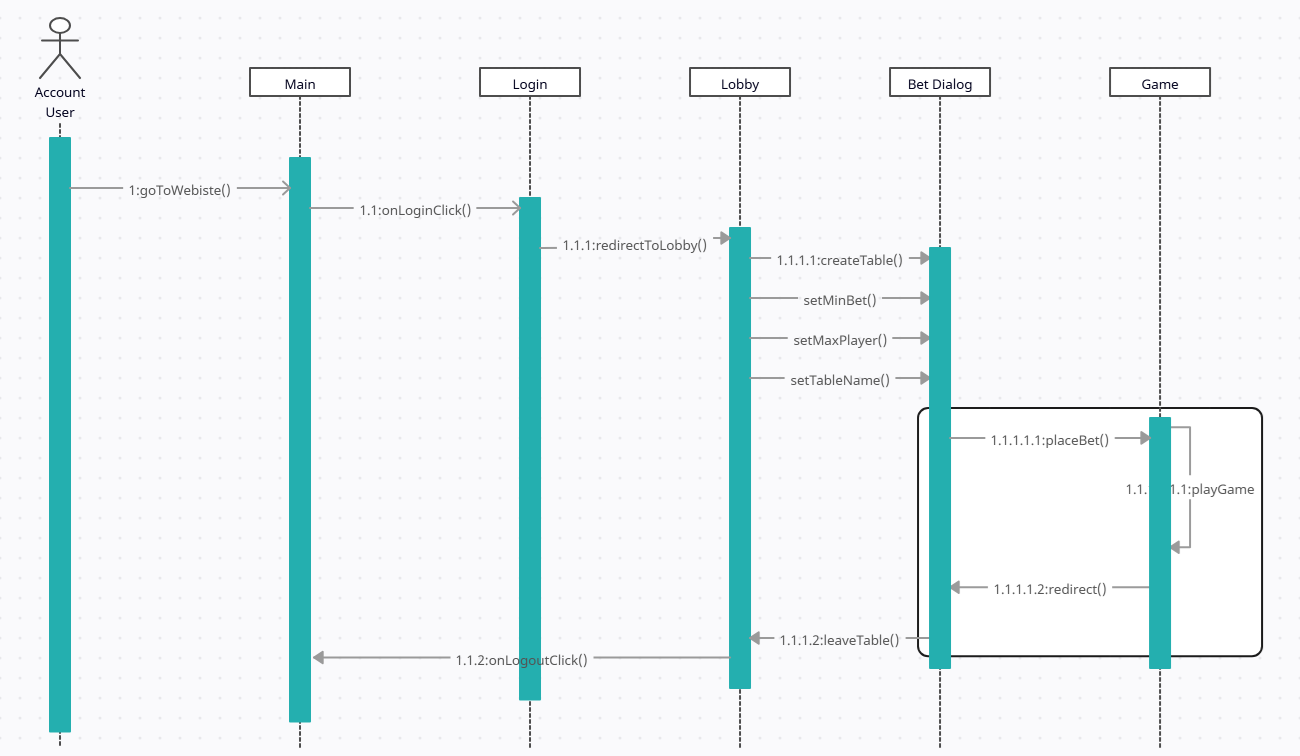 Account
User
Main
Login
Lobby
Bet Dialog
Game
1:goToWebiste()
1.1:onLoginClick()
1.1.1:redirectToLobby()
1.1.1.1:createTable()
setMinBet()
setMaxPlayer()
setTableName()
1.1.1.1.1:placeBet()
1.1. 1.1:playGame
1.1.1.1.2:redirect()
1.1.1.2:leaveTable()
1.1.2:onLogoutClick()